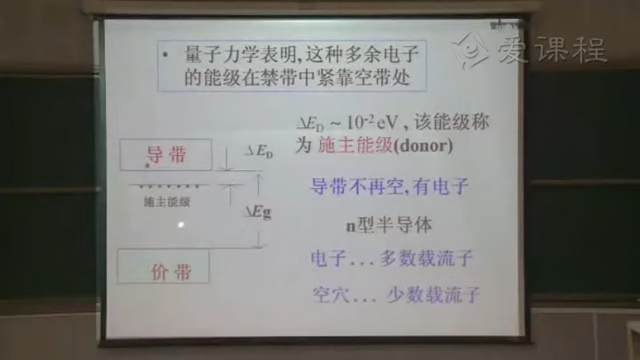 爱课程
• 量子力学表明,这种多余电子
的能级在禁带中紧靠空带处
ΔE_D ~ 10⁻² eV , 该能级称
为 施主能级(donor)
导带
ΔE_D
施主能级
ΔEg
价带
导带不再空,有电子
n型半导体
电子…多数载流子
空穴… 少数载流子